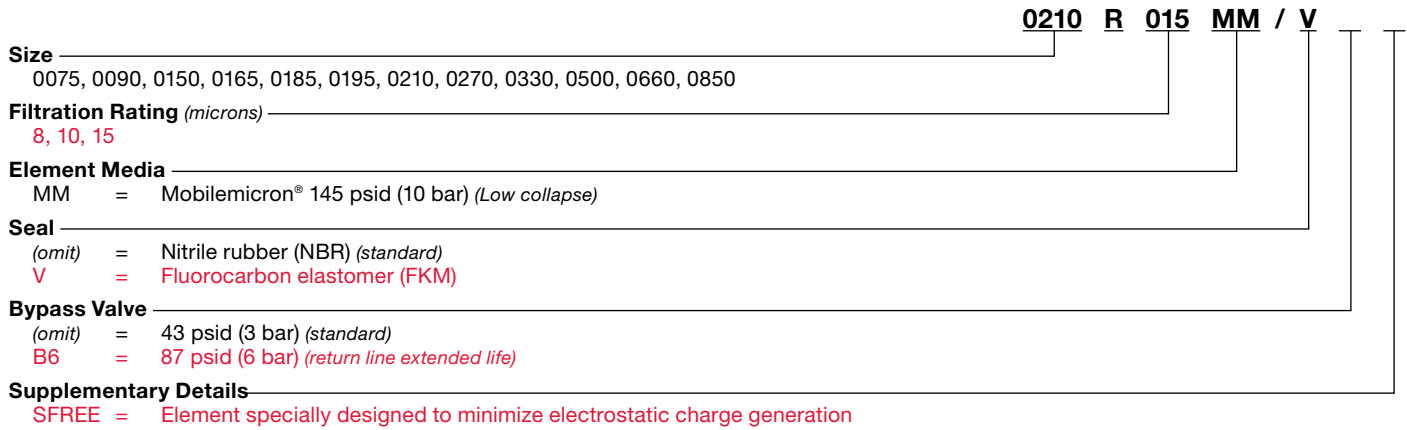 0210 R 015 MM / V
Size
0075, 0090, 0150, 0165, 0185, 0195, 0210, 0270, 0330, 0500, 0660, 0850
Filtration Rating (microns)
8, 10, 15
Element Media
MM = Mobilemicron® 145 psid (10 bar) (Low collapse)
Seal
(omit) = Nitrile rubber (NBR) (standard)
V = Fluorocarbon elastomer (FKM)
Bypass Valve
(omit) = 43 psid (3 bar) (standard)
B6 = 87 psid (6 bar) (return line extended life)
Supplementary Details
SFREE = Element specially designed to minimize electrostatic charge generation